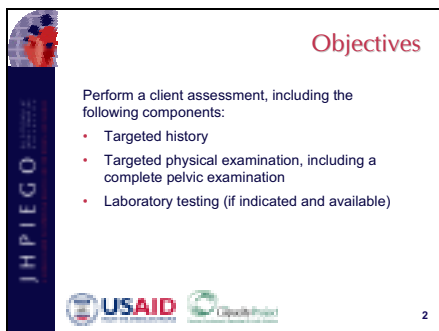 Objectives
Perform a client assessment, including the
following components:
• Targeted history
• Targeted physical examination, including a
complete pelvic examination
• Laboratory testing (if indicated and available)
JHPIEGO
USAID
CapacityProject
2